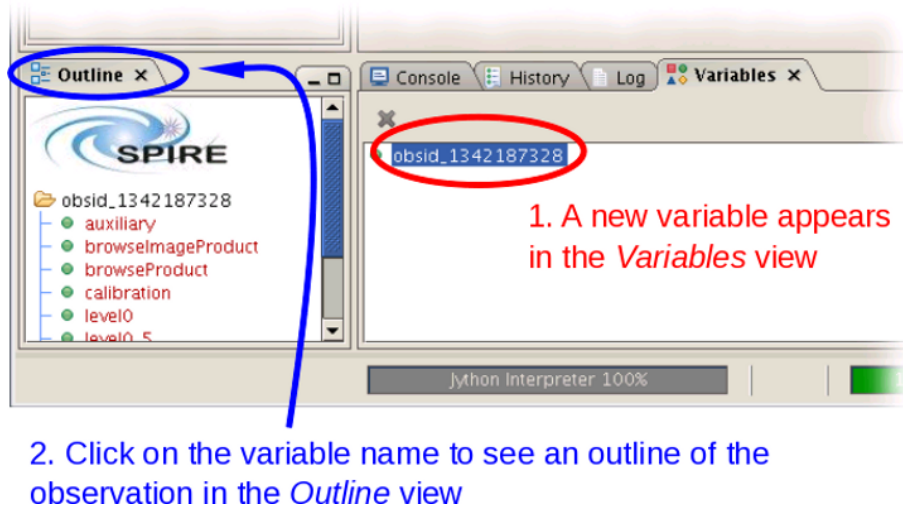 Outline
Console
History
Log
Variables
SPIRE
obsid_1342187328
obsid_1342187328
auxiliary
browseImageProduct
browseProduct
calibration
level0
level0_5
1. A new variable appears
in the Variables view
Jython Interpreter 100%
2. Click on the variable name to see an outline of the
observation in the Outline view